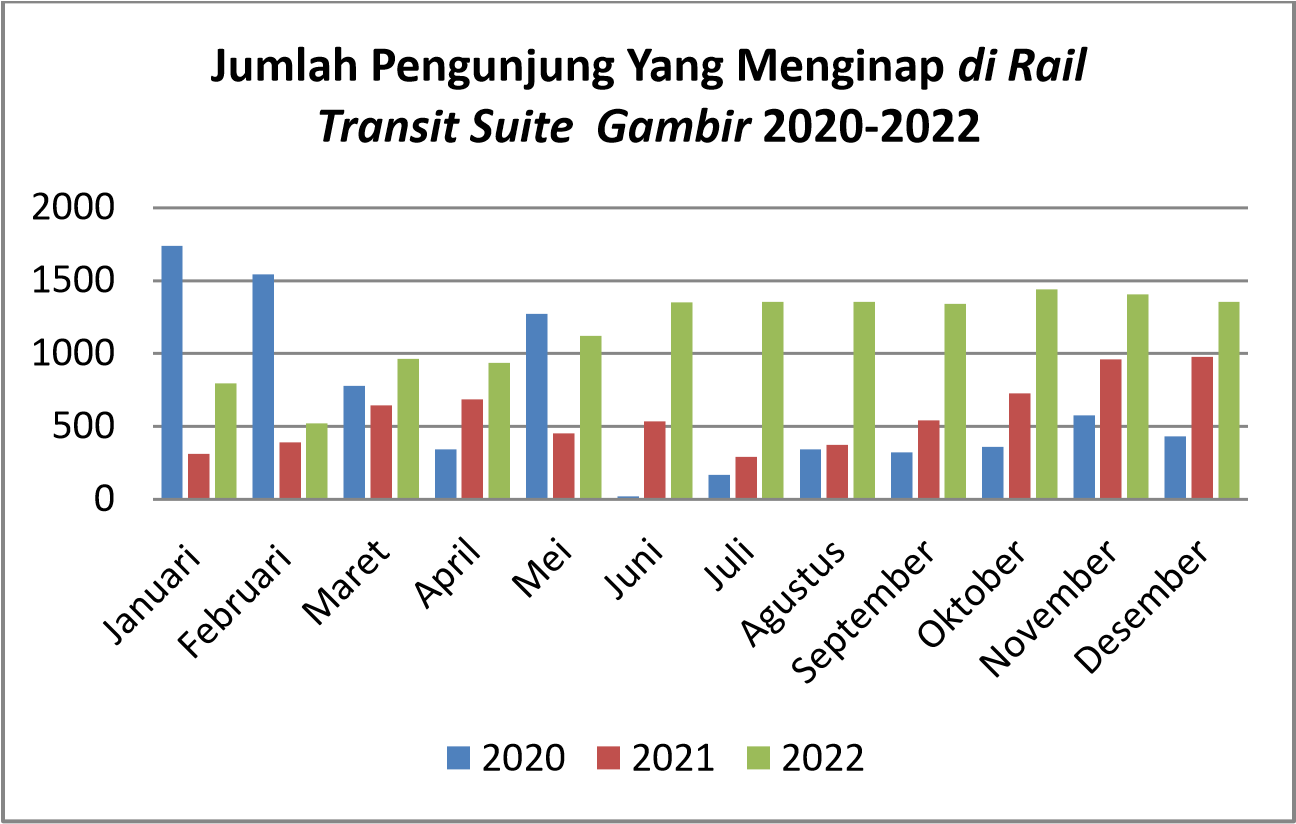 Jumlah Pengunjung Yang Menginap di Rail
Transit Suite  Gambir 2020-2022
2000
1500
1000
500
0
Januari
Februari
Maret
April
Mei
Juni
Juli
Agustus
September
Oktober
November
Desember
2020
2021
2022